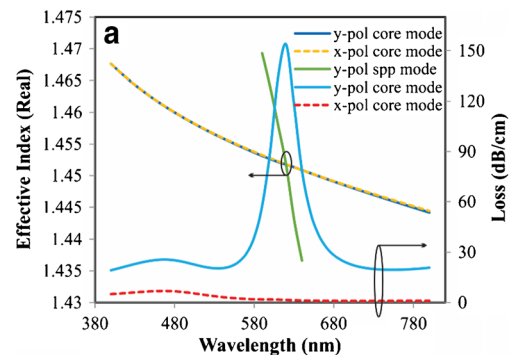 a
1.475
1.47
1.465
1.46
1.455
1.45
1.445
1.44
1.435
1.43
Effective Index (Real)
y-pol core mode
x-pol core mode
y-pol spp mode
y-pol core mode
x-pol core mode
150
120
90
60
30
0
Loss (dB/cm)
380
480
580
680
780
Wavelength (nm)